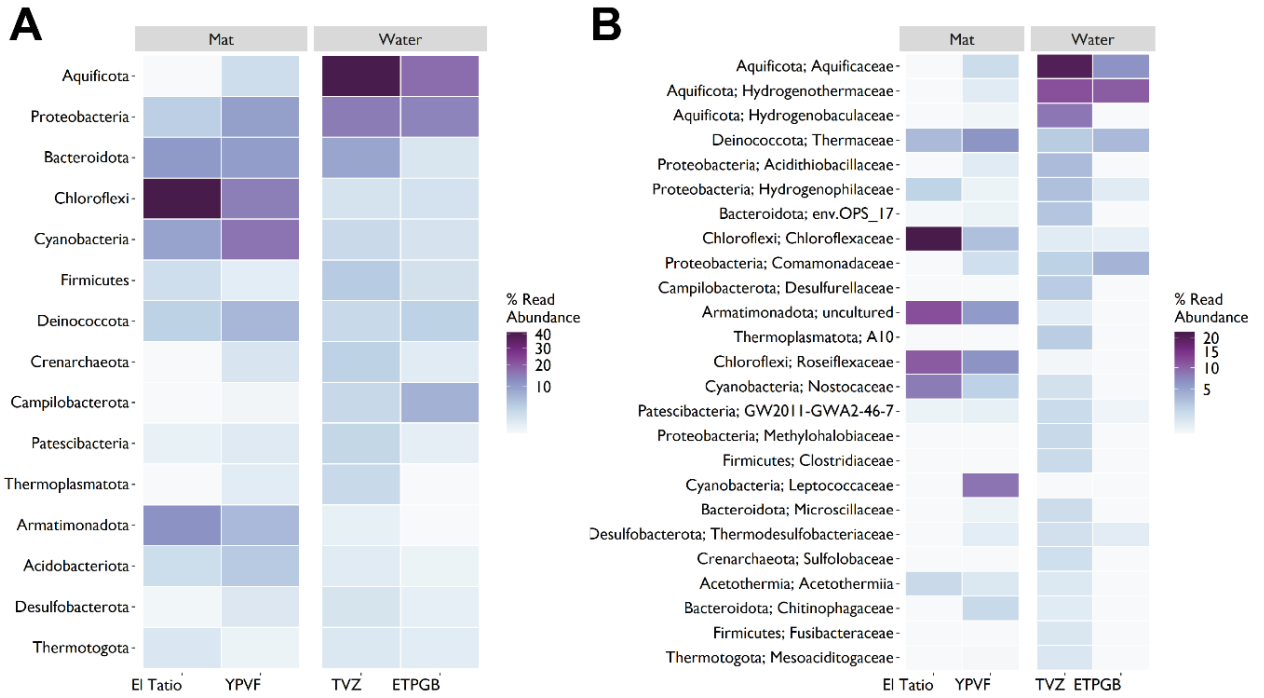 A
Mat Water
Aquificota
Proteobacteria
Bacteroidota
Chloroflexi
Cyanobacteria
Firmicutes
Deinococcota
Crenarchaeota
Campilobacterota
Patescibacteria
Thermoplasmatota
Armatimonadota
Acidobacteriota
Desulfobacterota
Thermotogota
El Tatio YPVF TVZ ETPGB
% Read
Abundance
40
30
20
10
B
Mat Water
Aquificota; Aquificaceae
Aquificota; Hydrogenothermaceae
Aquificota; Hydrogenobaculaceae
Deinococcota; Thermaceae
Proteobacteria; Acidithiobacillaceae
Proteobacteria; Hydrogenophilaceae
Bacteroidota; env.OPS_17
Chloroflexi; Chloroflexaceae
Proteobacteria; Comamonadaceae
Campilobacterota; Desulfurellaceae
Armatimonadota; uncultured
Thermoplasmatota; A10
Chloroflexi; Roseiflexaceae
Cyanobacteria; Nostocaceae
Patescibacteria; GW2011-GWA2-46-7
Proteobacteria; Methylohalobiaceae
Firmicutes; Clostridiaceae
Cyanobacteria; Leptococcaceae
Bacteroidota; Microscillaceae
Desulfobacterota; Thermodesulfobacteriaceae
Crenarchaeota; Sulfolobaceae
Acetothermia; Acetothermiia
Bacteroidota; Chitinophagaceae
Firmicutes; Fusibacteraceae
Thermotogota; Mesoaciditogaceae
El Tatio YPVF TVZ ETPGB
% Read
Abundance
20
15
10
5